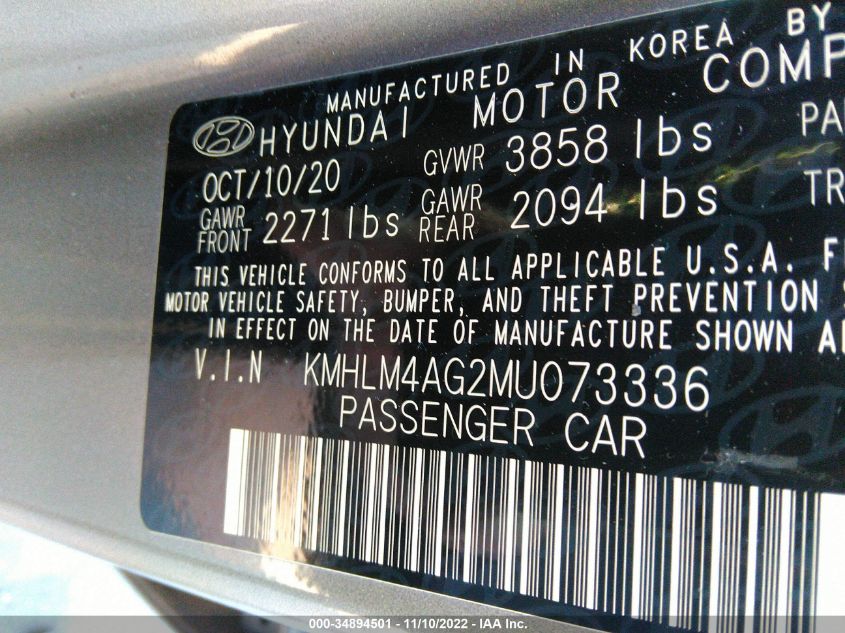 MANUFACTURED IN KOREA BY
HYUNDAI MOTOR COMP
OCT/10/20 GVWR 3858 lbs PA
GAWR FRONT 2271 lbs GAWR REAR 2094 lbs TR
THIS VEHICLE CONFORMS TO ALL APPLICABLE U.S.A. F
MOTOR VEHICLE SAFETY, BUMPER, AND THEFT PREVENTION S
IN EFFECT ON THE DATE OF MANUFACTURE SHOWN A
V.I.N KMHLM4AG2MU073336
PASSENGER CAR
000-34894501 - 11/10/2022 - IAA Inc.